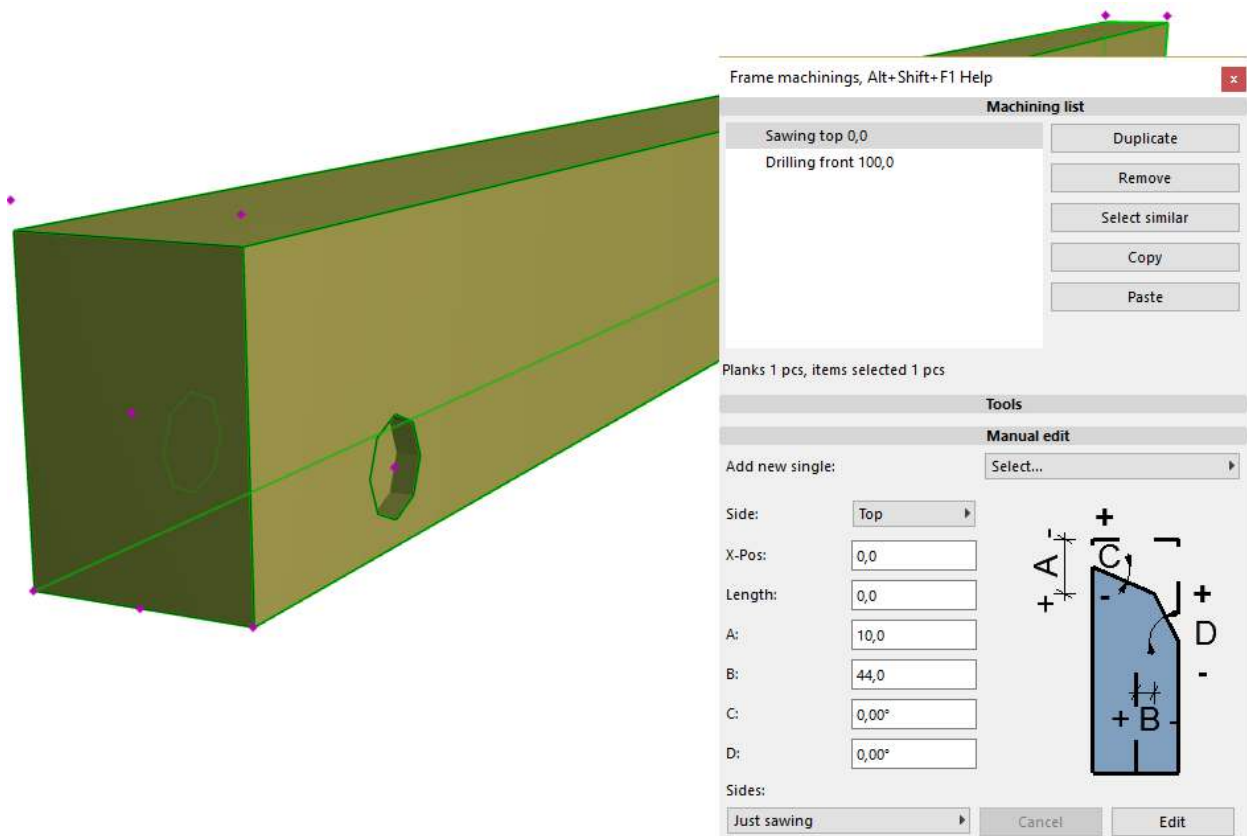 Frame machinings, Alt+Shift+F1 Help
x
Machining list
Sawing top 0,0
Drilling front 100,0
Duplicate
Remove
Select similar
Copy
Paste
Planks 1 pcs, items selected 1 pcs
Tools
Manual edit
Add new single:
Select...
Side:
Top
X-Pos:
0,0
Length:
0,0
A:
10,0
B:
44,0
C:
0,00°
D:
0,00°
+
-
A
+
C
-
+
D
-
+ B -
Sides:
Just sawing
Cancel
Edit